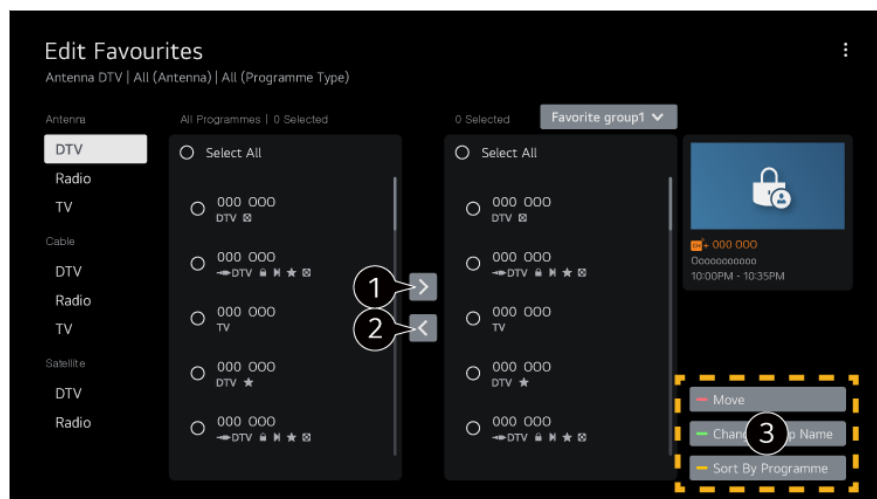 Edit Favourites
Antenna DTV | All (Antenna) | All (Programme Type)
Antenna
DTV
Radio
TV
Cable
DTV
Radio
TV
Satellite
DTV
Radio
All Programmes | 0 Selected
Select All
000 000
DTV
000 000
DTV
000 000
TV
000 000
DTV
000 000
DTV
1
2
0 Selected
Favorite group1
Select All
000 000
DTV
000 000
DTV
000 000
TV
000 000
DTV
000 000
DTV
CH+ 000 000
Oooooooooo
10:00PM - 10:35PM
Move
3
Name
Sort By Programme